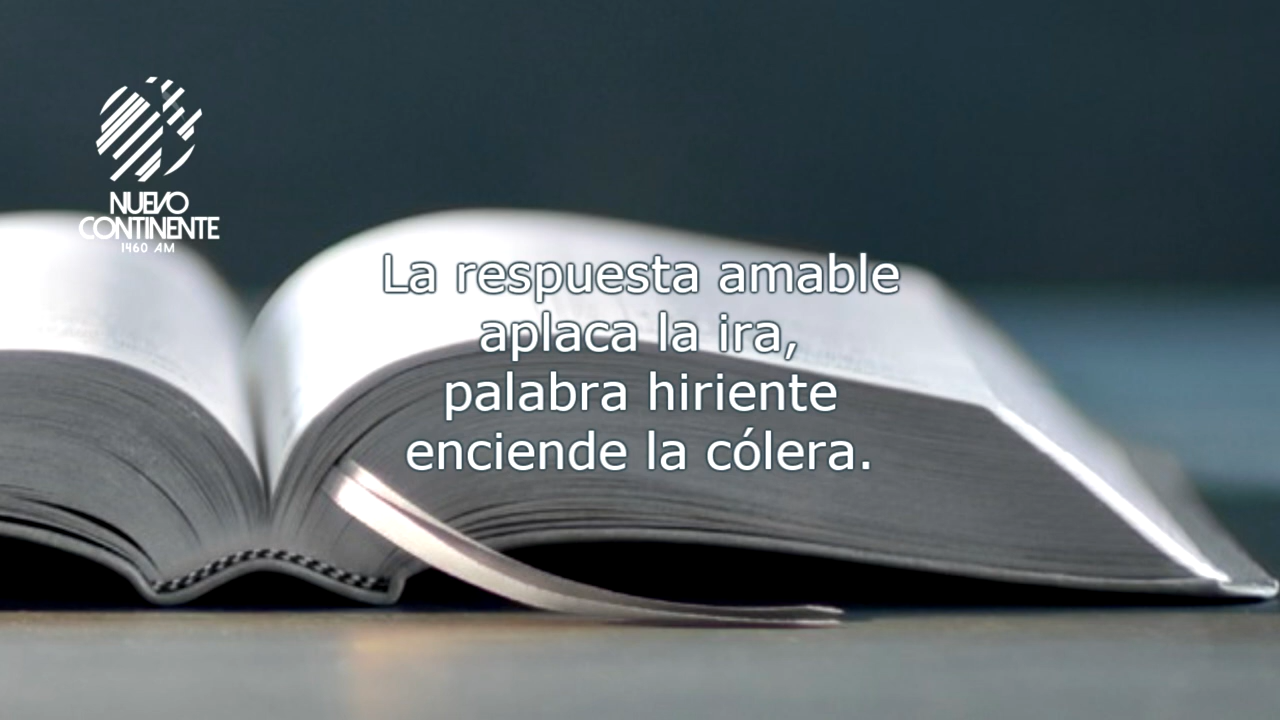 NUEVO
CONTINENTE
1460 AM
La respuesta amable
aplaca la ira,
palabra hiriente
enciende la cólera.